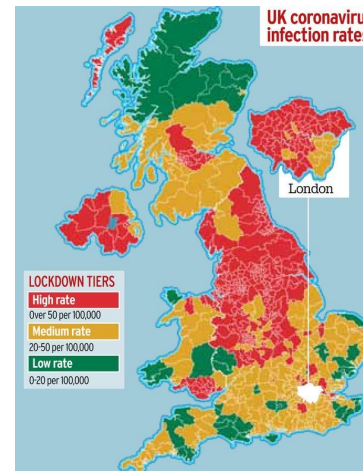 UK coronaviru
infection rates
London
LOCKDOWN TIERS
High rate
Over 50 per 100,000
Medium rate
20-50 per 100,000
Low rate
0-20 per 100,000